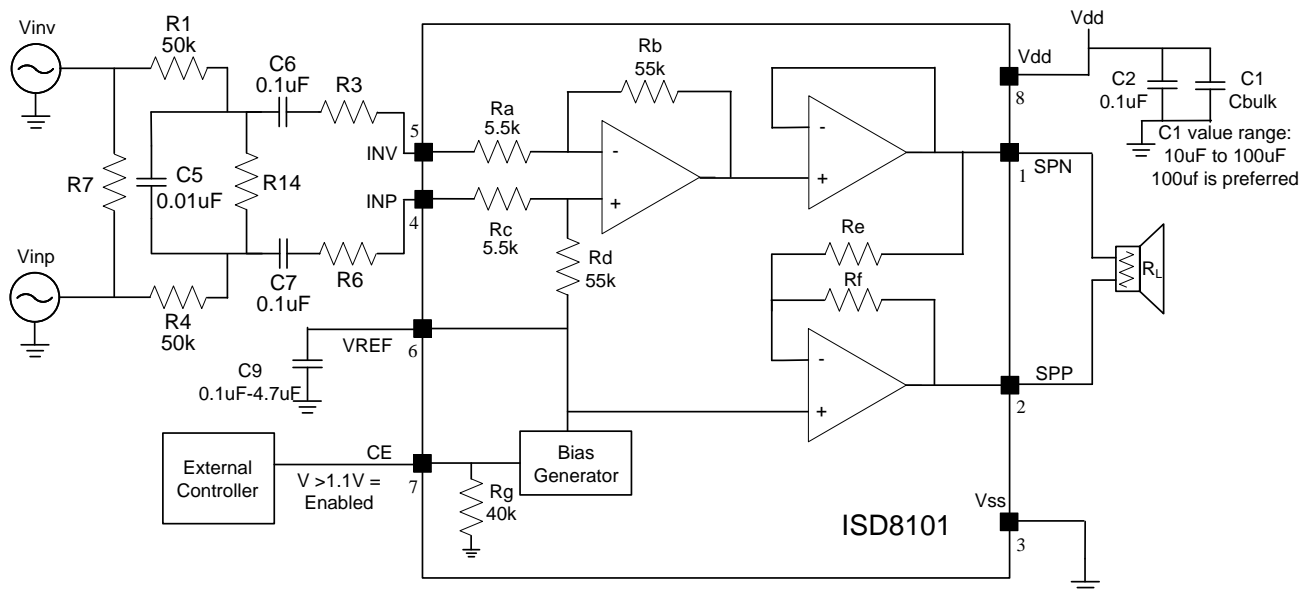 Vinv
R1
50k
C6
0.1uF
R3
R7
C5
0.01uF
R14
Vinp
R4
50k
C7
0.1uF
R6
5
INV
INP
4
Ra
5.5k
Rc
5.5k
Rb
55k
-
+
Rd
55k
-
+
Re
Rf
-
+
C9
0.1uF-4.7uF
VREF
6
External
Controller
CE
V >1.1V =
Enabled
7
Rg
40k
Bias
Generator
ISD8101
Vdd
Vdd
8
C2
0.1uF
C1
Cbulk
C1 value range:
10uF to 100uF
100uf is preferred
SPN
1
RL
SPP
2
Vss
3